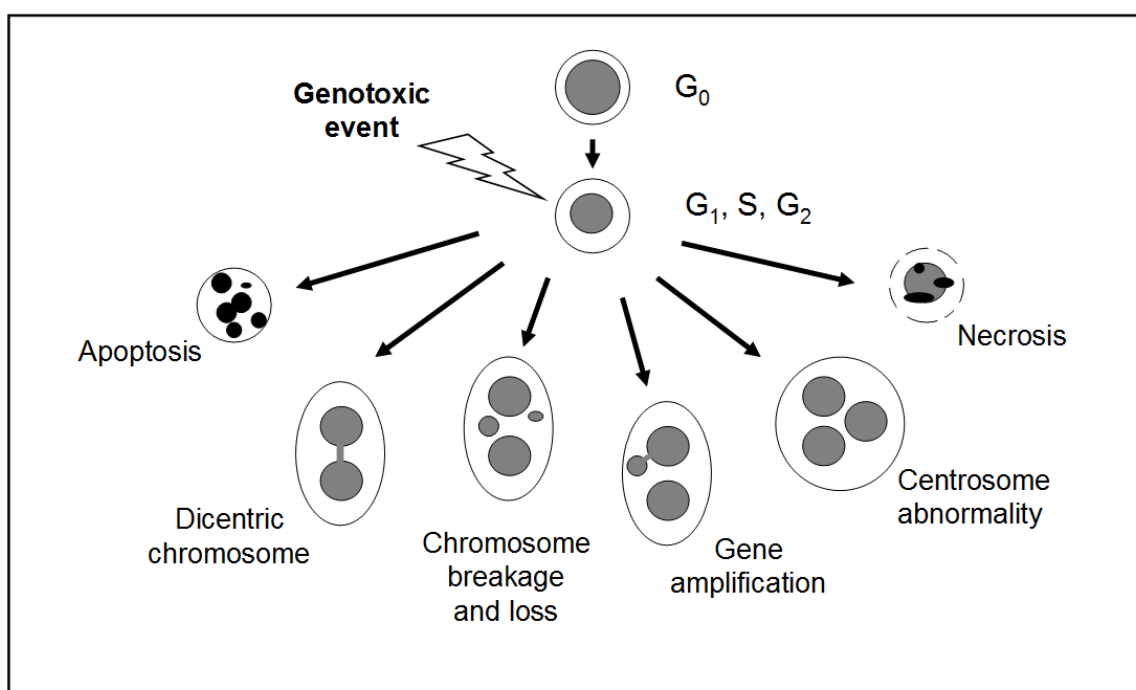 Genotoxic
event
G₀
G₁, S, G₂
Apoptosis
Necrosis
Dicentric
chromosome
Chromosome
breakage
and loss
Gene
amplification
Centrosome
abnormality